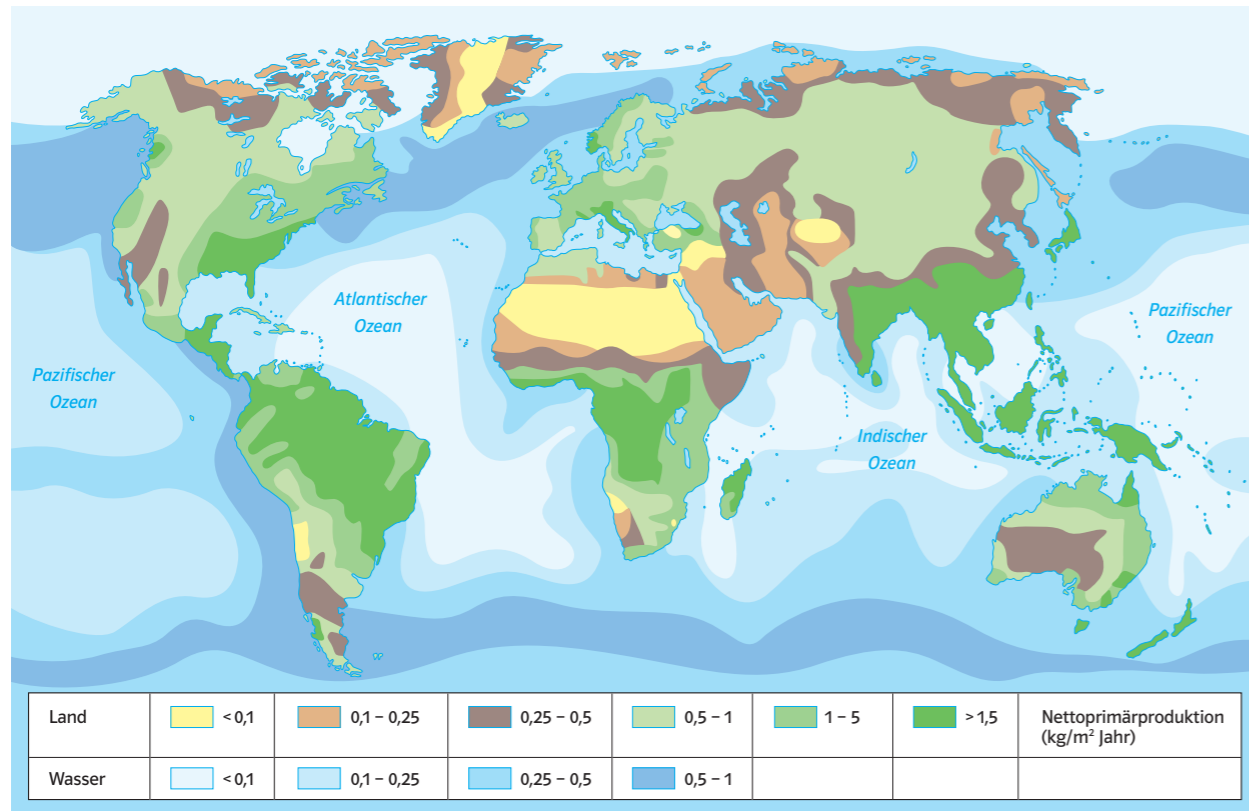 Atlantischer
Ozean
Pazifischer
Ozean
Pazifischer
Ozean
Indischer
Ozean
Land
< 0,1
0,1 – 0,25
0,25 – 0,5
0,5 – 1
1 – 5
> 1,5
Nettoprimärproduktion
(kg/m² Jahr)
Wasser
< 0,1
0,1 – 0,25
0,25 – 0,5
0,5 – 1